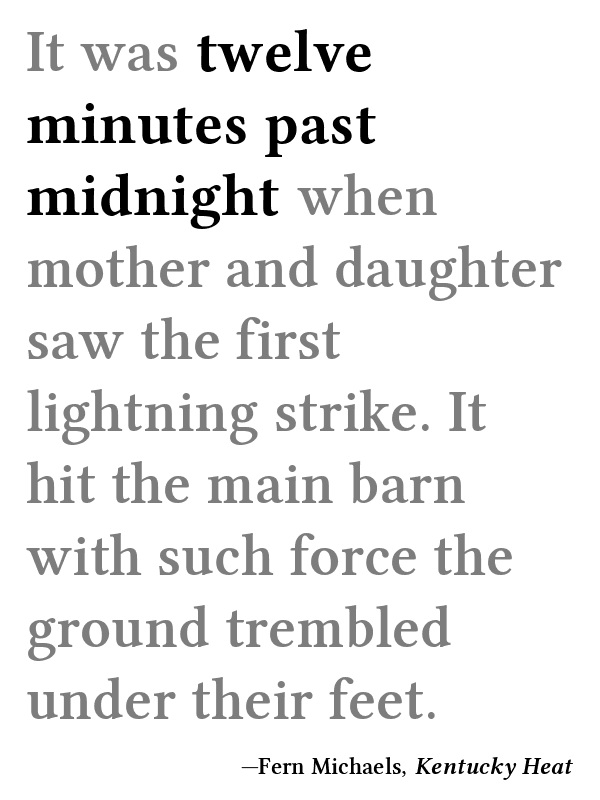 It was twelve
minutes past
midnight when
mother and daughter
saw the first
lightning strike. It
hit the main barn
with such force the
ground trembled
under their feet.
—Fern Michaels, Kentucky Heat